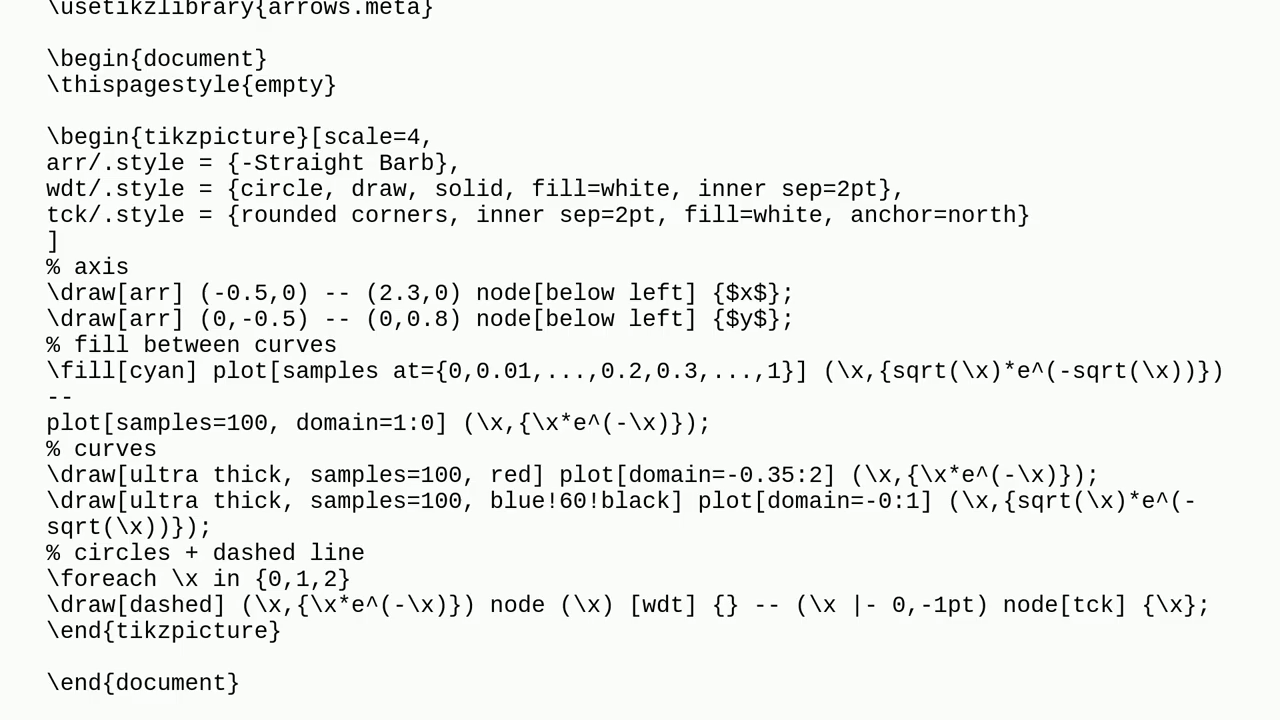 \usetikzlibrary{arrows.meta}
\begin{document}
\thispagestyle{empty}
\begin{tikzpicture}[scale=4,
arr/.style = {-Straight Barb},
wdt/.style = {circle, draw, solid, fill=white, inner sep=2pt},
tck/.style = {rounded corners, inner sep=2pt, fill=white, anchor=north}
]
% axis
\draw[arr] (-0.5,0) -- (2.3,0) node[below left] {$x$};
\draw[arr] (0,-0.5) -- (0,0.8) node[below left] {$y$};
% fill between curves
\fill[cyan] plot[samples at={0,0.01,...,0.2,0.3,...,1}] (\x,{sqrt(\x)*e^(-sqrt(\x))})
--
plot[samples=100, domain=1:0] (\x,{\x*e^(-\x)});
% curves
\draw[ultra thick, samples=100, red] plot[domain=-0.35:2] (\x,{\x*e^(-\x)});
\draw[ultra thick, samples=100, blue!60!black] plot[domain=-0:1] (\x,{sqrt(\x)*e^(-
sqrt(\x))});
% circles + dashed line
\foreach \x in {0,1,2}
\draw[dashed] (\x,{\x*e^(-\x)}) node (\x) [wdt] {} -- (\x |- 0,-1pt) node[tck] {\x};
\end{tikzpicture}
\end{document}